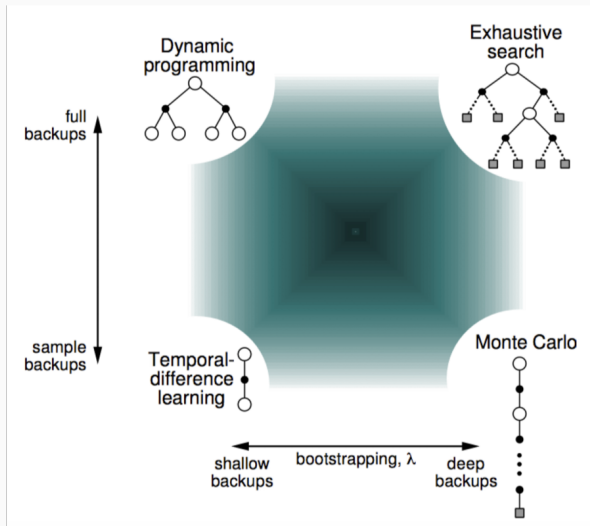 Dynamic
programming
Exhaustive
search
full
backups
sample
backups
Temporal-
difference
learning
Monte Carlo
shallow
backups
bootstrapping, λ
deep
backups